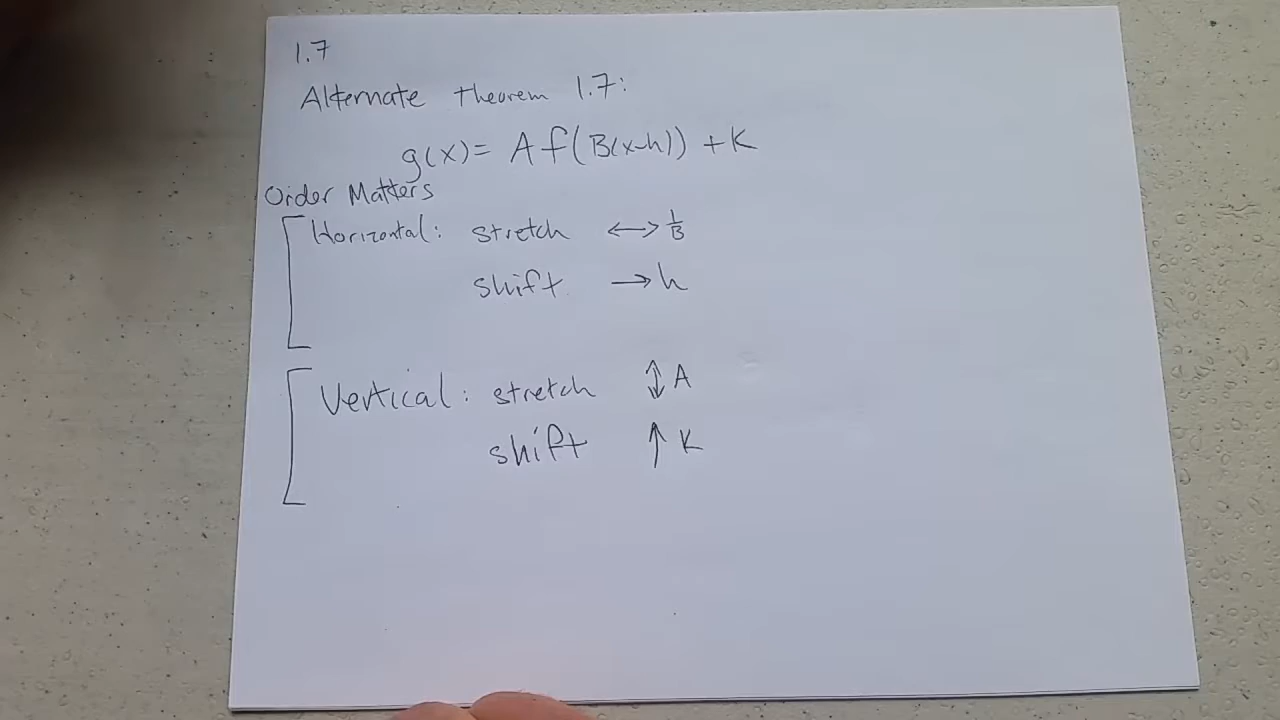 1.7
Alternate theorem 1.7:
g(x)= A f(B(x-h)) + K
Order Matters
Horizontal: stretch ↔ 1/B
shift → h
Vertical: stretch ↕ A
shift ↑ K